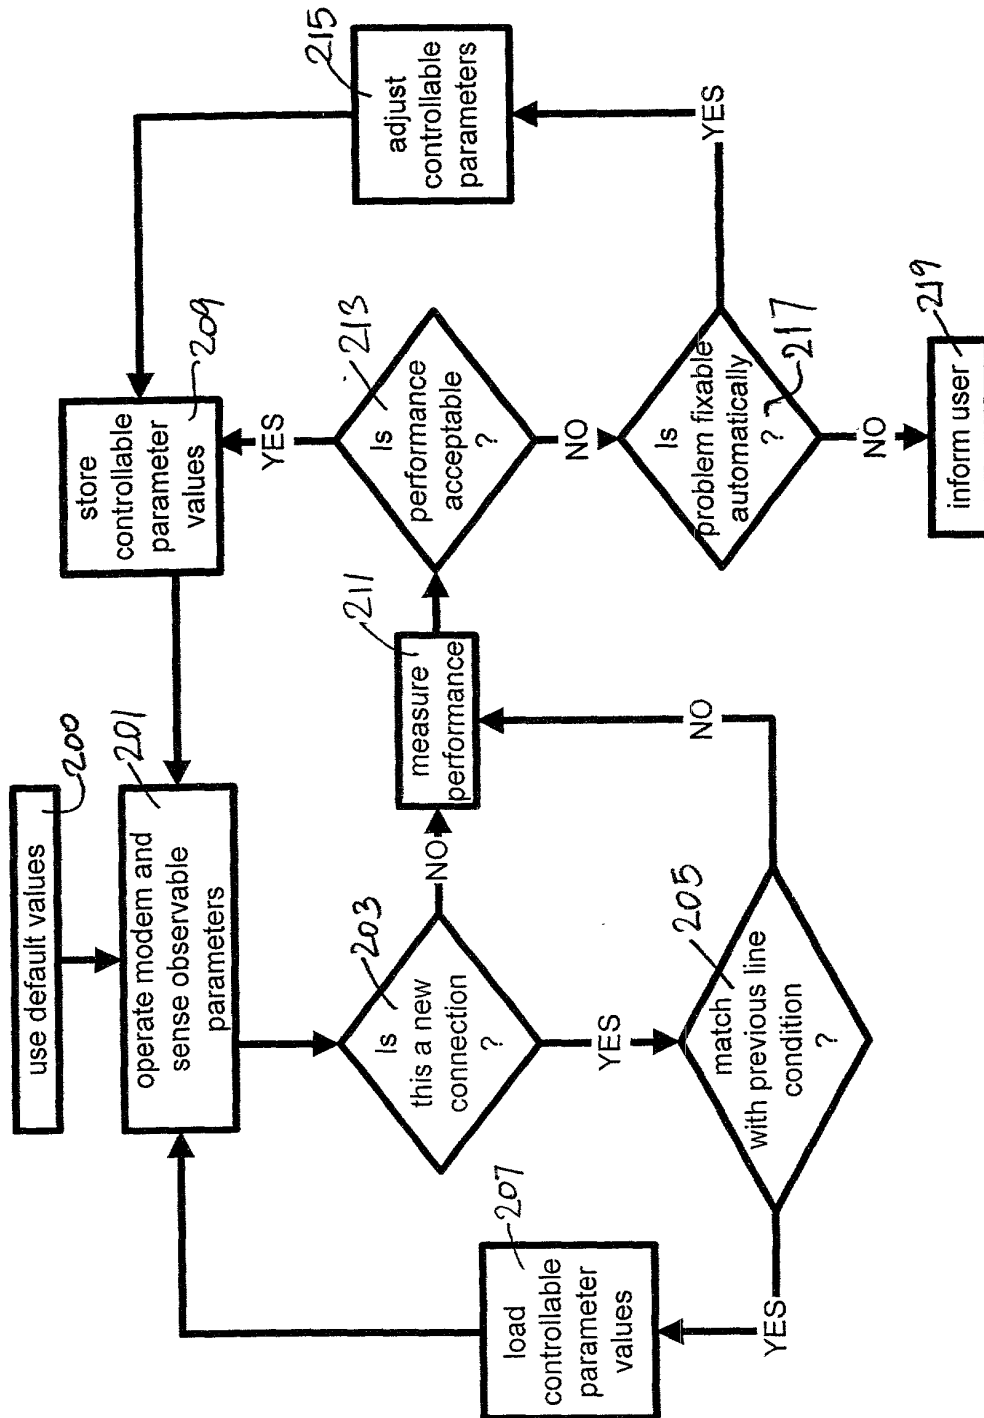 use default values
200
operate modem and
sense observable
parameters
201
store
controllable
parameter
values
209
adjust
controllable
parameters
215
load
controllable
parameter
values
207
Is
this a new
connection
?
203
NO
YES
measure
performance
211
Is
performance
acceptable
?
213
YES
NO
match
with previous line
condition
?
205
YES
NO
Is
problem fixable
automatically
?
217
YES
NO
inform user
219